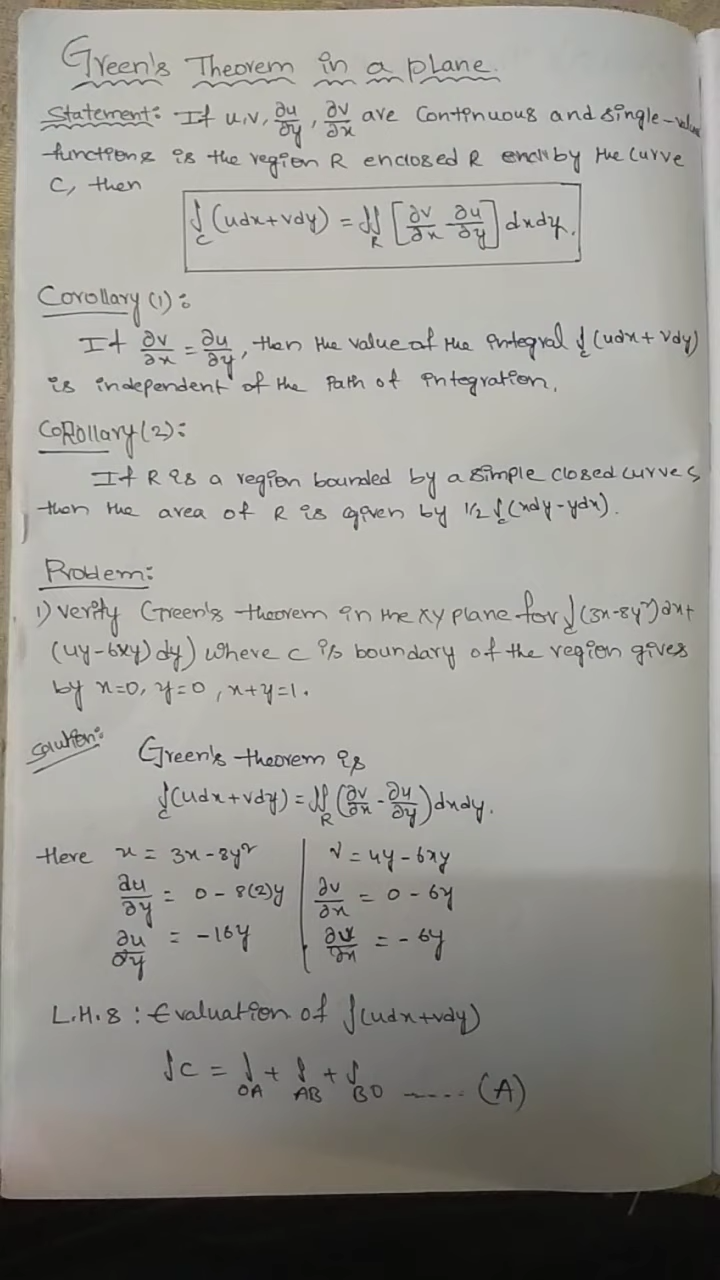 Green's Theorem in a plane.
Statement: If u,v, ∂u/∂y, ∂v/∂x are Continuous and single-value
functions is the region R enclosed R by the curve
C, then
∫c (udx+vdy) = ∬R [∂v/∂x - ∂u/∂y] dxdy.
Corollary (1):
If ∂v/∂x = ∂u/∂y, then the value of the integral ∫c (udx+vdy)
is independent of the Path of integration.
CoROllary (2):
If R is a region bounded by a simple closed curve s
then the area of R is given by 1/2 ∫c (xdy-ydx).
Problem:
1) verify Green's theorem in the xy plane for ∫c (3x-8y²)dx+
(4y-6xy)dy) where c is boundary of the region gives
by x=0, y=0, x+y=1.
Solution: Green's theorem is
∫c (udx+vdy) = ∬R (∂v/∂x - ∂u/∂y) dxdy.
Here u = 3x-8y² | v = 4y-6xy
∂u/∂y = 0-8(2)y | ∂v/∂x = 0-6y
∂u/∂y = -16y | ∂v/∂x = -6y
L.H.S : Evaluation of ∫(udx+vdy)
∫c = ∫OA + ∫AB + ∫BO ..... (A)